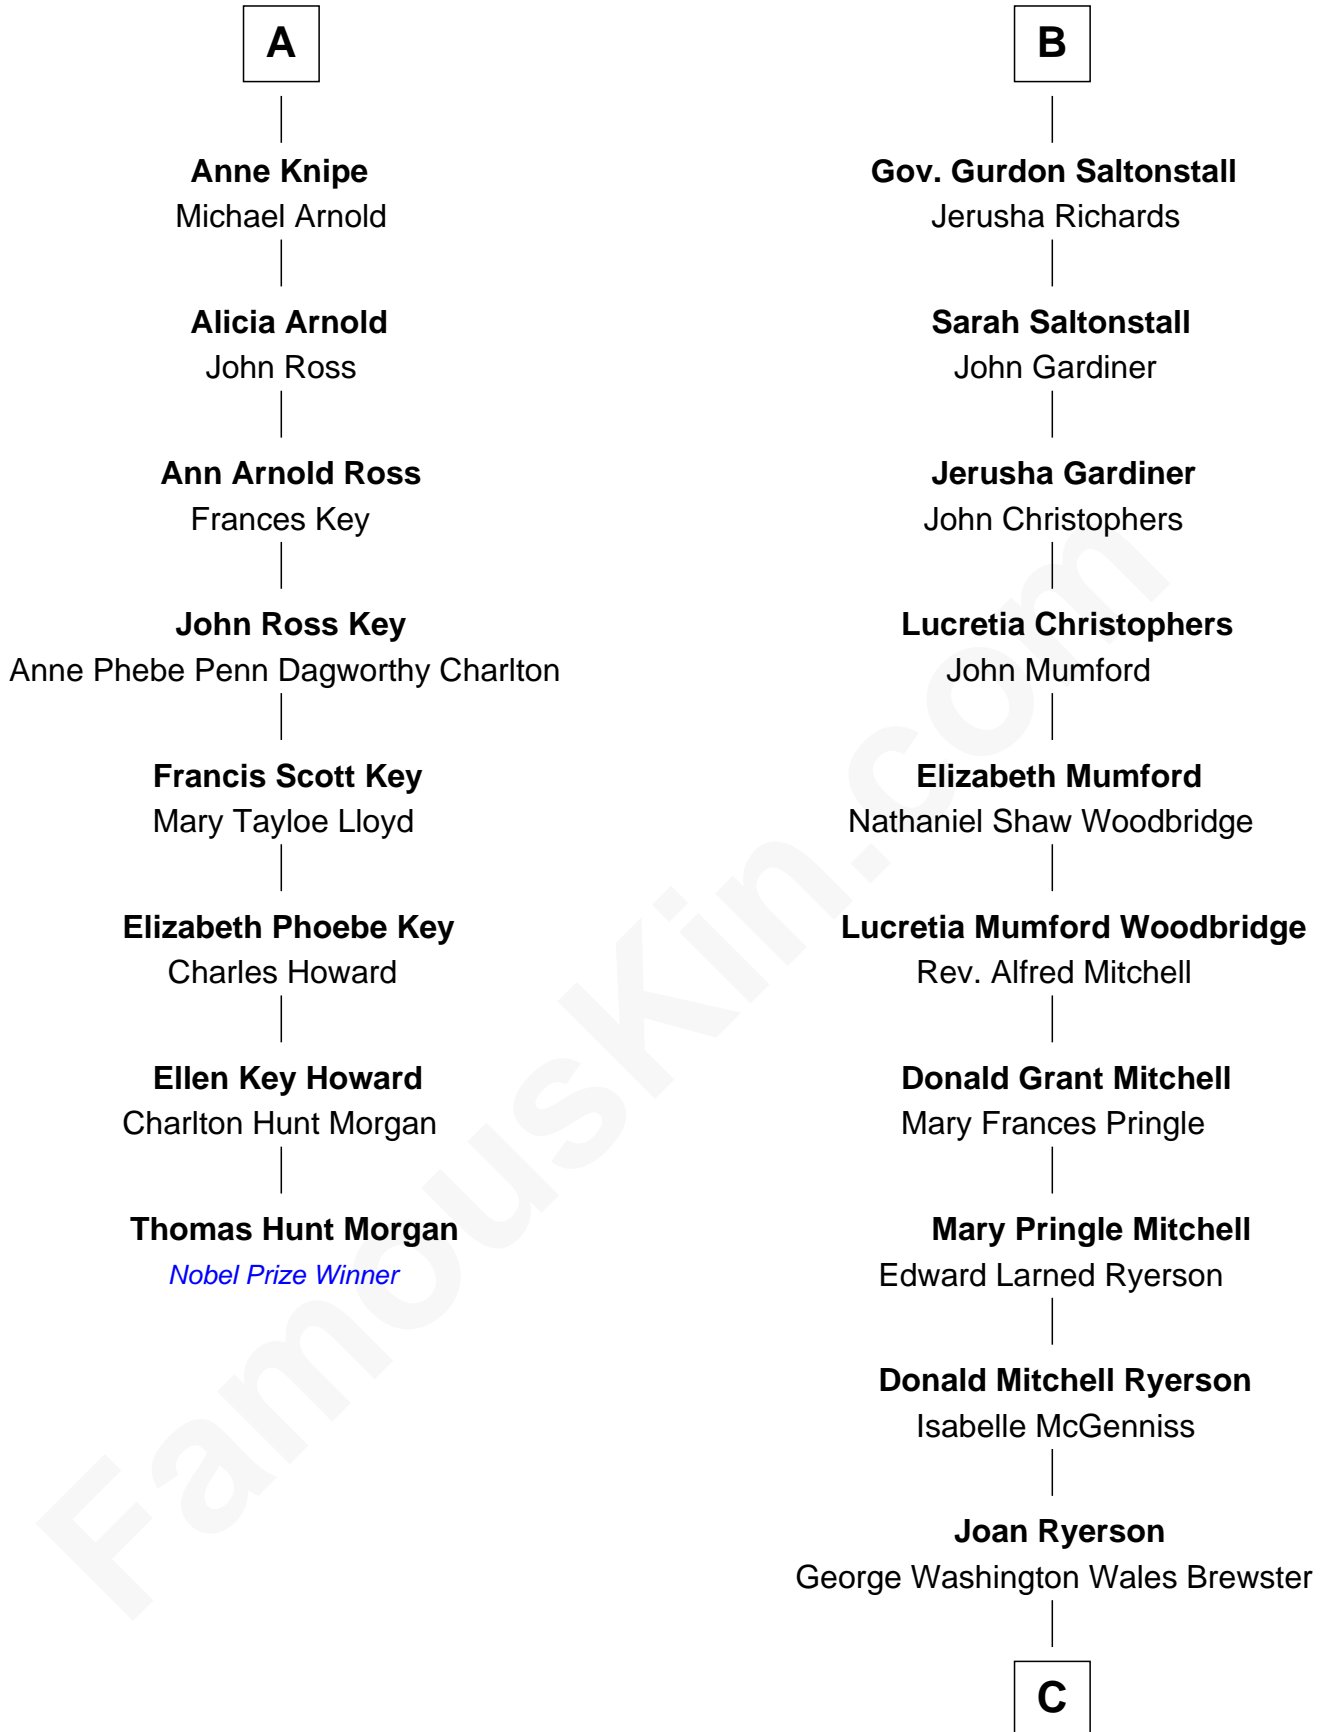 A
Anne Knipe
Michael Arnold
Alicia Arnold
John Ross
Ann Arnold Ross
Frances Key
John Ross Key
Anne Phebe Penn Dagworthy Charlton
Francis Scott Key
Mary Tayloe Lloyd
Elizabeth Phoebe Key
Charles Howard
Ellen Key Howard
Charlton Hunt Morgan
Thomas Hunt Morgan
Nobel Prize Winner
B
Gov. Gurdon Saltonstall
Jerusha Richards
Sarah Saltonstall
John Gardiner
Jerusha Gardiner
John Christophers
Lucretia Christophers
John Mumford
Elizabeth Mumford
Nathaniel Shaw Woodbridge
Lucretia Mumford Woodbridge
Rev. Alfred Mitchell
Donald Grant Mitchell
Mary Frances Pringle
Mary Pringle Mitchell
Edward Larned Ryerson
Donald Mitchell Ryerson
Isabelle McGenniss
Joan Ryerson
George Washington Wales Brewster
C
FamousKin.com